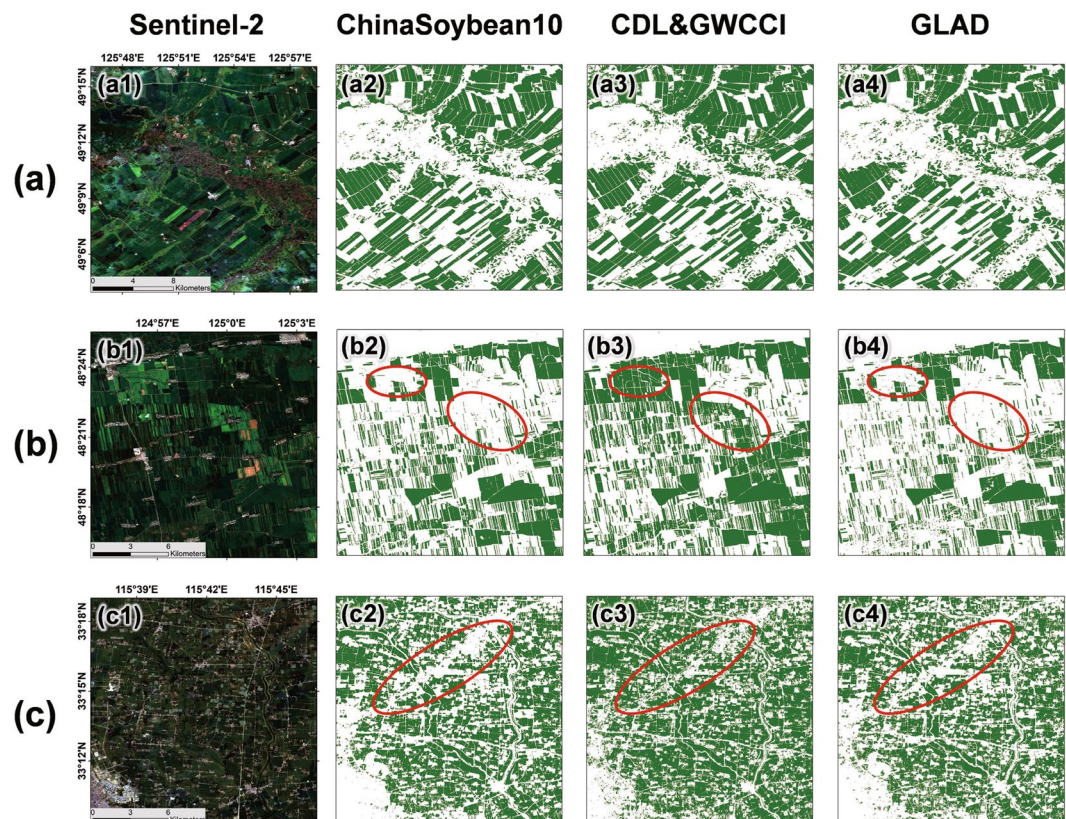 Sentinel-2 ChinaSoybean10 CDL&GWCCI GLAD
125°48'E 125°51'E 125°54'E 125°57'E
(a)
49°15'N
49°12'N
49°9'N
49°6'N
(a1) (a2) (a3) (a4)
0 4 8
Kilometers
124°57'E 125°0'E 125°3'E
(b)
48°24'N
48°21'N
48°18'N
(b1) (b2) (b3) (b4)
0 3 6
Kilometers
115°39'E 115°42'E 115°45'E
(c)
33°18'N
33°15'N
33°12'N
(c1) (c2) (c3) (c4)
0 3 6
Kilometers